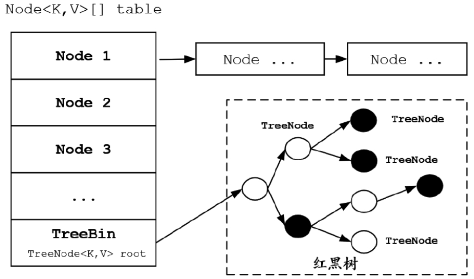 Node<K,V>[] table
Node 1
Node ...
Node ...
Node 2
Node 3
...
TreeBin
TreeNode<K,V> root
TreeNode
TreeNode
TreeNode
TreeNode
红黑树